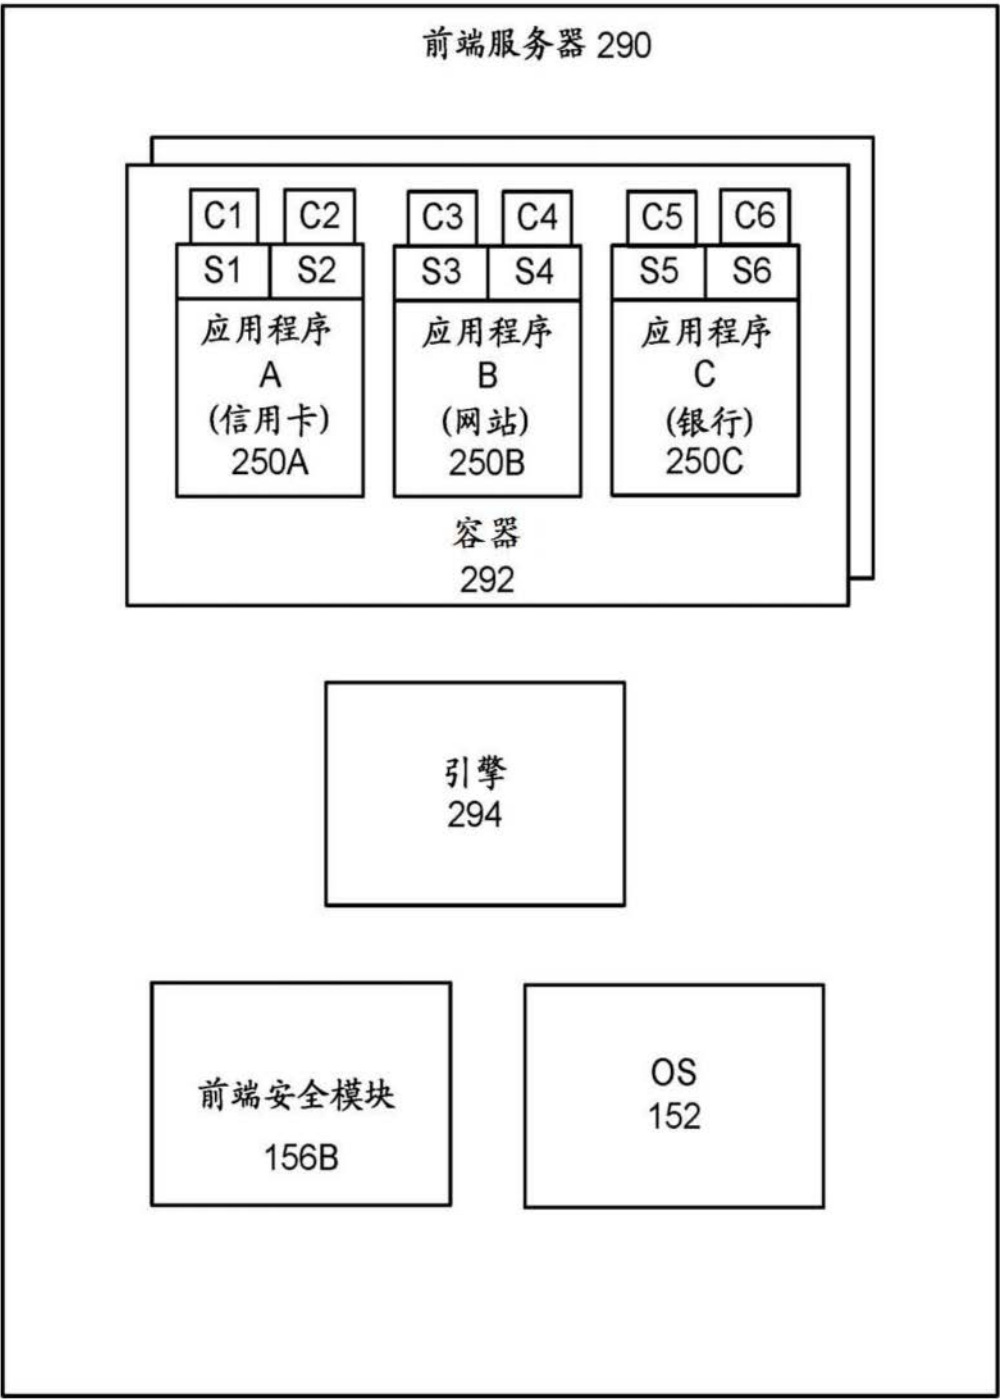 前端服务器 290
C1 C2 C3 C4 C5 C6
S1 S2 S3 S4 S5 S6
应用程序
A
(信用卡)
250A
应用程序
B
(网站)
250B
应用程序
C
(银行)
250C
容器
292
引擎
294
前端安全模块
156B
OS
152